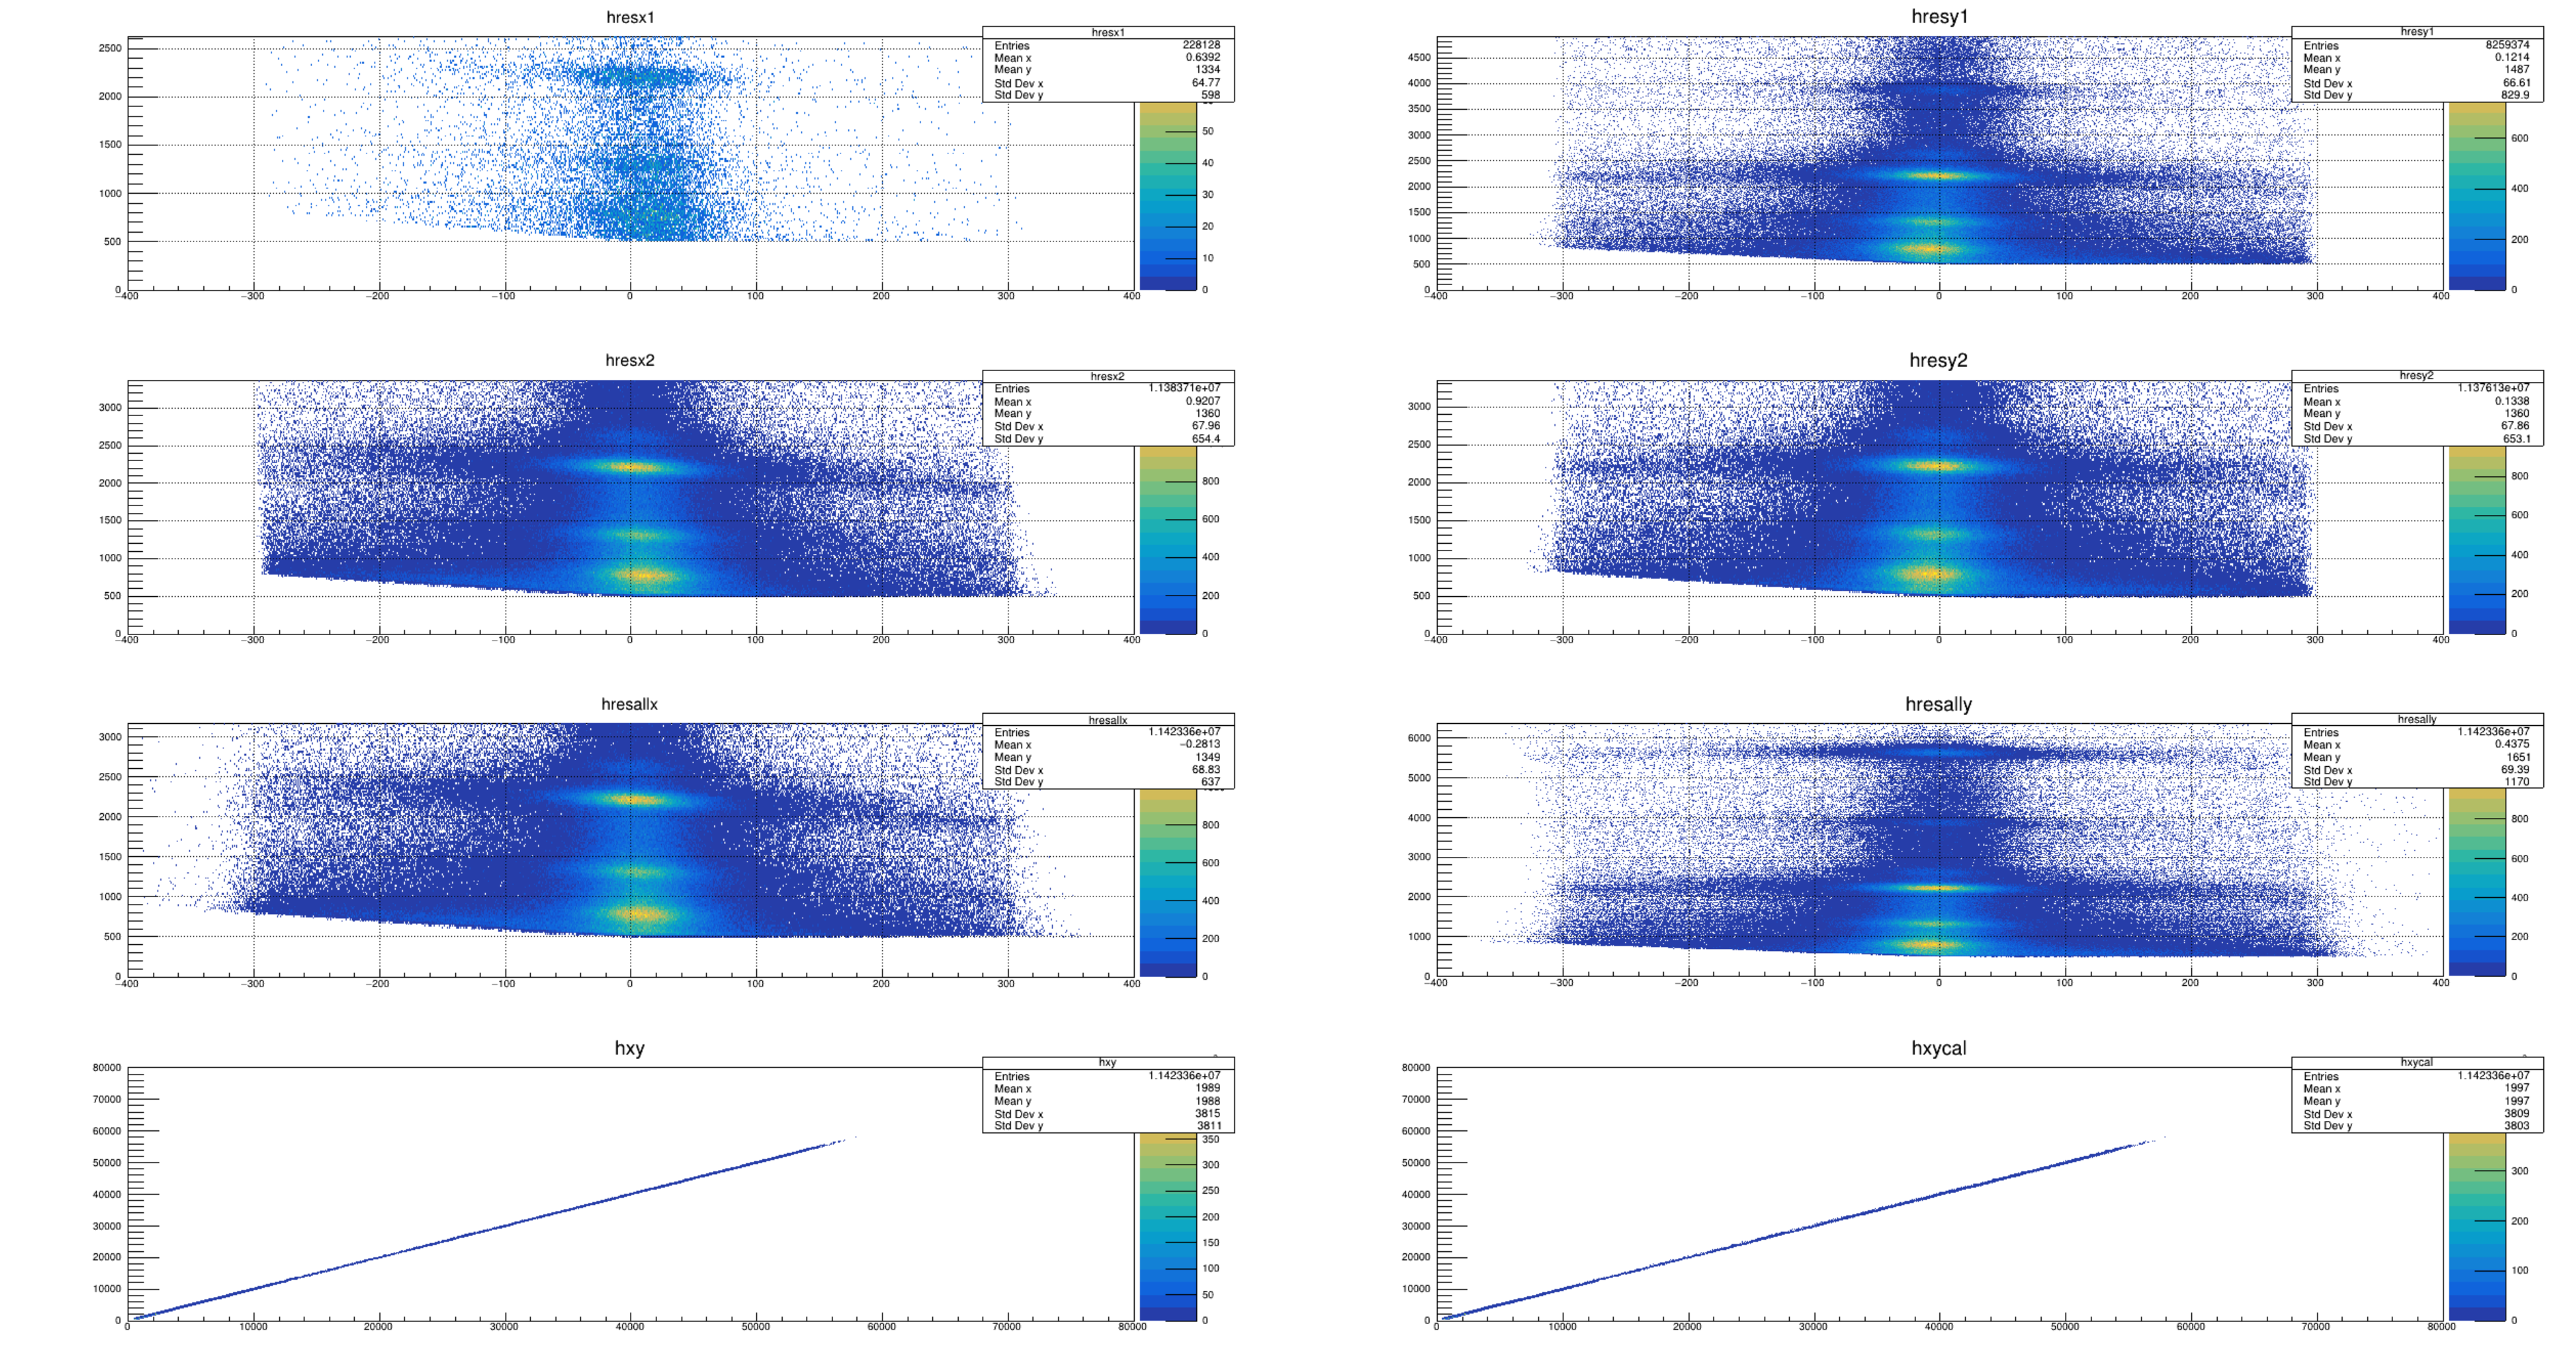 hresx1
hresx1
Entries 228128
Mean x 0.6392
Mean y 1334
Std Dev x 64.77
Std Dev y 598
2500
2000
1500
1000
500
0
50
40
30
20
10
0
−400 −300 −200 −100 0 100 200 300 400
hresy1
hresy1
Entries 8259374
Mean x 0.1214
Mean y 1487
Std Dev x 66.61
Std Dev y 829.9
4500
4000
3500
3000
2500
2000
1500
1000
500
0
600
400
200
0
−400 −300 −200 −100 0 100 200 300 400
hresx2
hresx2
Entries 1.138371e+07
Mean x 0.9207
Mean y 1360
Std Dev x 67.96
Std Dev y 654.4
3000
2500
2000
1500
1000
500
0
800
600
400
200
0
−400 −300 −200 −100 0 100 200 300 400
hresy2
hresy2
Entries 1.137613e+07
Mean x 0.1338
Mean y 1360
Std Dev x 67.86
Std Dev y 653.1
3000
2500
2000
1500
1000
500
0
800
600
400
200
0
−400 −300 −200 −100 0 100 200 300 400
hresallx
hresallx
Entries 1.142336e+07
Mean x −0.2813
Mean y 1349
Std Dev x 68.83
Std Dev y 637
3000
2500
2000
1500
1000
500
0
800
600
400
200
0
−400 −300 −200 −100 0 100 200 300 400
hresally
hresally
Entries 1.142336e+07
Mean x 0.4375
Mean y 1651
Std Dev x 69.39
Std Dev y 1170
6000
5000
4000
3000
2000
1000
0
800
600
400
200
0
−400 −300 −200 −100 0 100 200 300 400
hxy
hxy
Entries 1.142336e+07
Mean x 1989
Mean y 1988
Std Dev x 3815
Std Dev y 3811
80000
70000
60000
50000
40000
30000
20000
10000
0
350
300
250
200
150
100
50
0
0 10000 20000 30000 40000 50000 60000 70000 80000
hxycal
hxycal
Entries 1.142336e+07
Mean x 1997
Mean y 1997
Std Dev x 3809
Std Dev y 3803
80000
70000
60000
50000
40000
30000
20000
10000
0
300
200
100
0
0 10000 20000 30000 40000 50000 60000 70000 80000